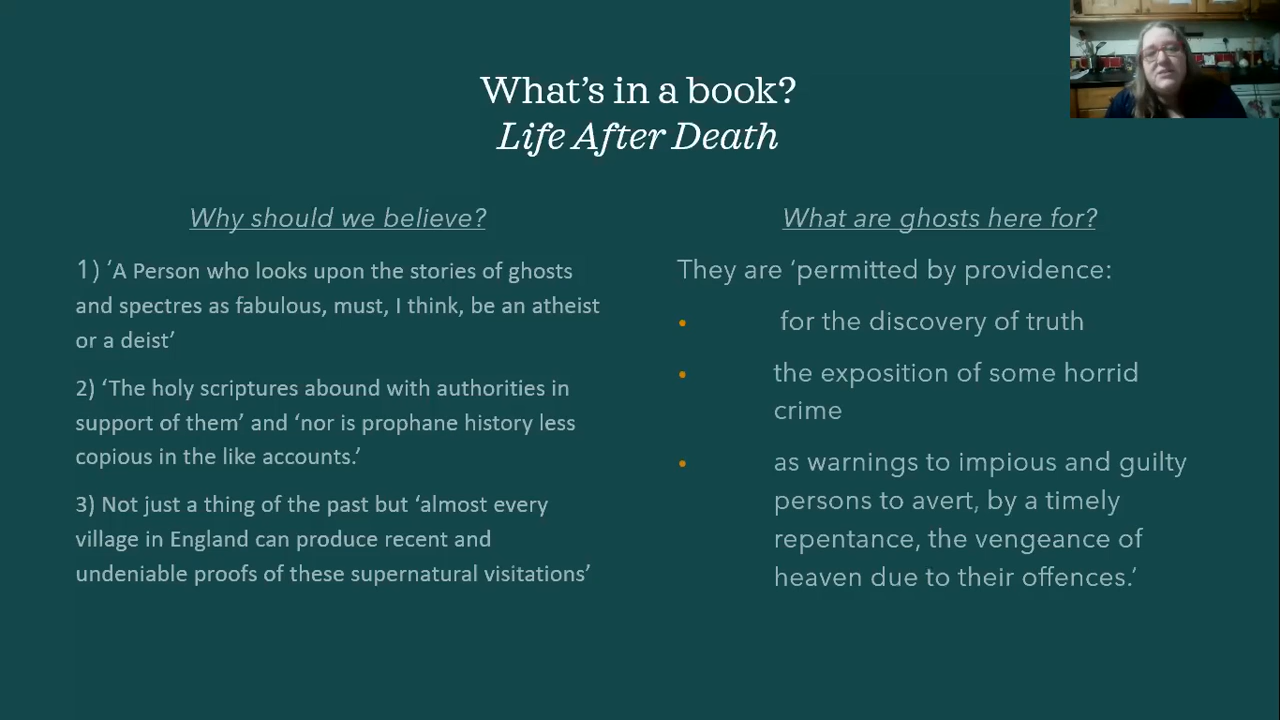 What's in a book?
Life After Death
Why should we believe?
1) 'A Person who looks upon the stories of ghosts
and spectres as fabulous, must, I think, be an atheist
or a deist'
2) 'The holy scriptures abound with authorities in
support of them' and 'nor is prophane history less
copious in the like accounts.'
3) Not just a thing of the past but 'almost every
village in England can produce recent and
undeniable proofs of these supernatural visitations'
What are ghosts here for?
They are 'permitted by providence:
• for the discovery of truth
• the exposition of some horrid
crime
• as warnings to impious and guilty
persons to avert, by a timely
repentance, the vengeance of
heaven due to their offences.'